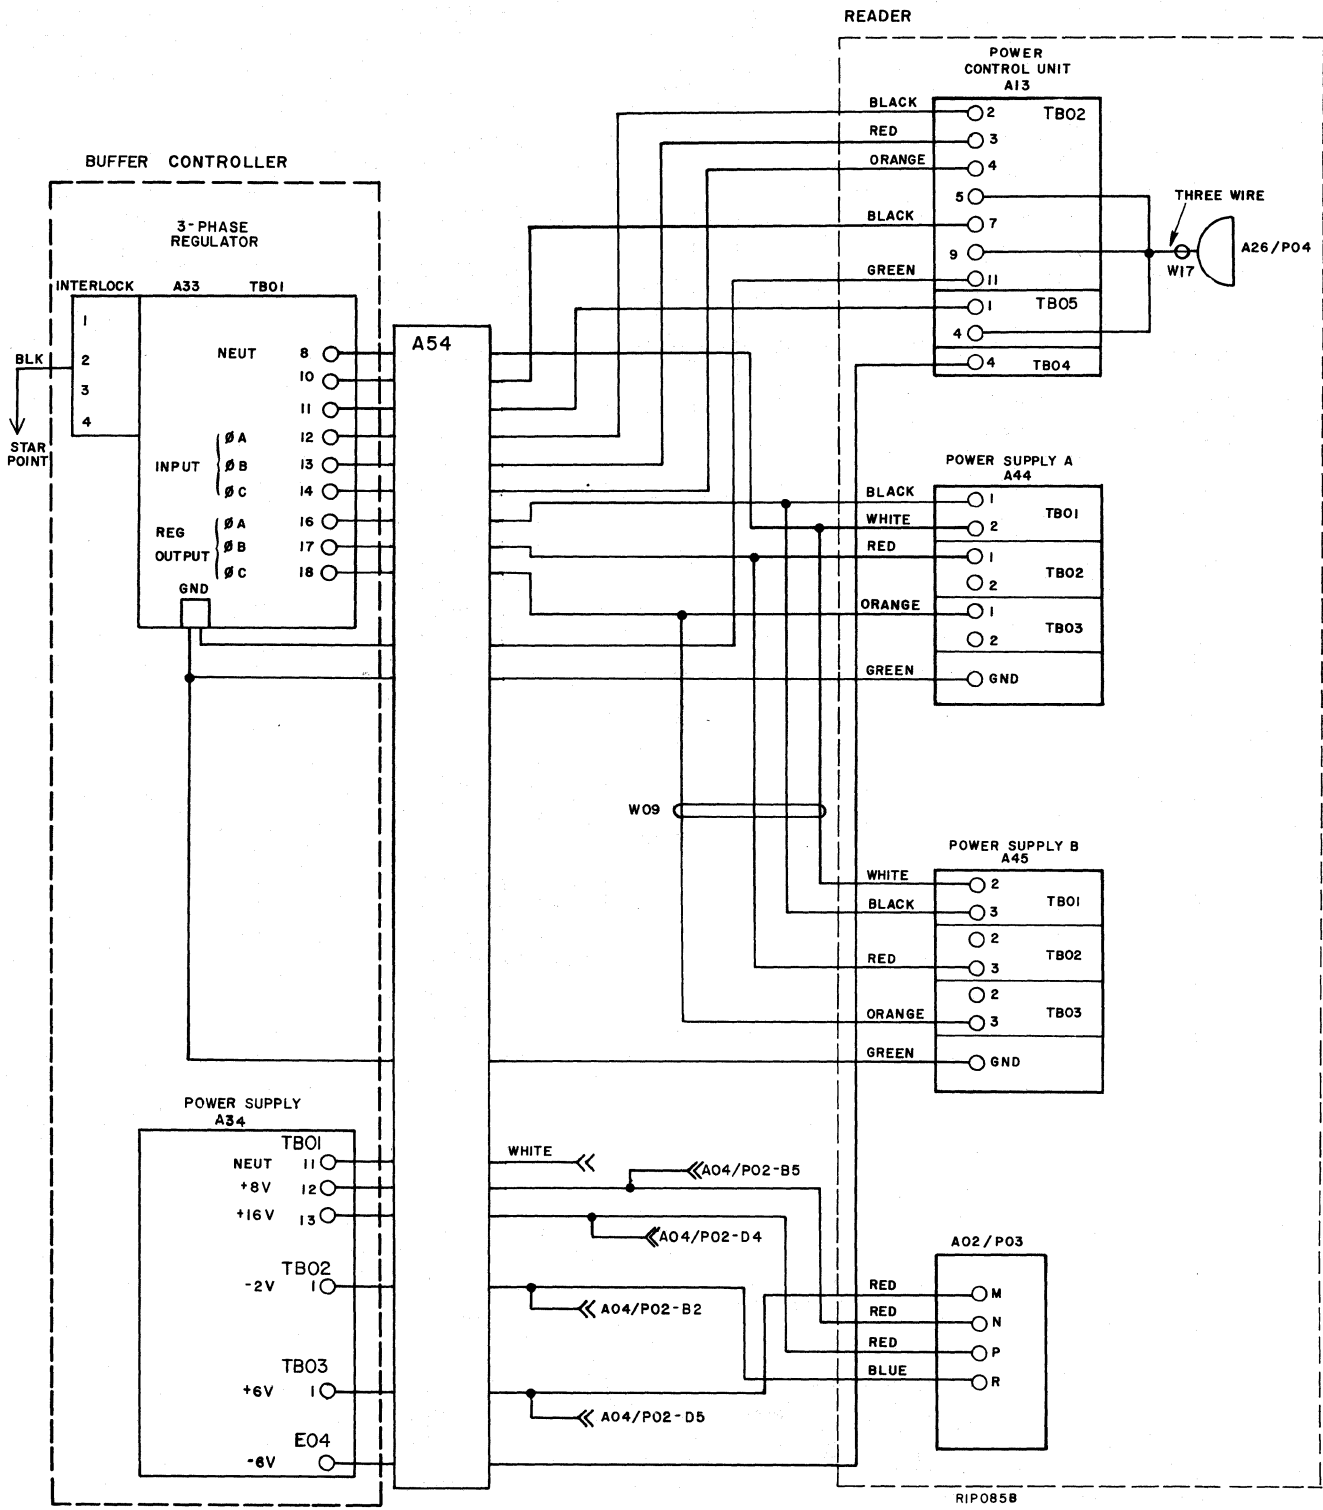 READER
POWER
CONTROL UNIT
A13
BLACK
2
TB02
RED
3
ORANGE
4
5
THREE WIRE
BLACK
7
9
W17
A26/P04
GREEN
11
1
TB05
4
4
TB04
BUFFER CONTROLLER
3-PHASE
REGULATOR
INTERLOCK
A33
TB01
1
2
3
4
BLK
STAR
POINT
NEUT 8
10
11
INPUT
ØA 12
ØB 13
ØC 14
REG
OUTPUT
ØA 16
ØB 17
ØC 18
GND
A54
POWER SUPPLY A
A44
BLACK
1
TB01
WHITE
2
RED
1
TB02
2
ORANGE
1
TB03
2
GREEN
GND
W09
POWER SUPPLY B
A45
WHITE
2
TB01
BLACK
3
2
TB02
RED
3
2
TB03
ORANGE
3
GREEN
GND
POWER SUPPLY
A34
TB01
NEUT 11
+8V 12
+16V 13
TB02
-2V 1
TB03
+6V 1
E04
-6V
WHITE
A04/P02-B5
A04/P02-D4
A04/P02-B2
A04/P02-D5
A02/P03
RED
M
RED
N
RED
P
BLUE
R
RIP085B